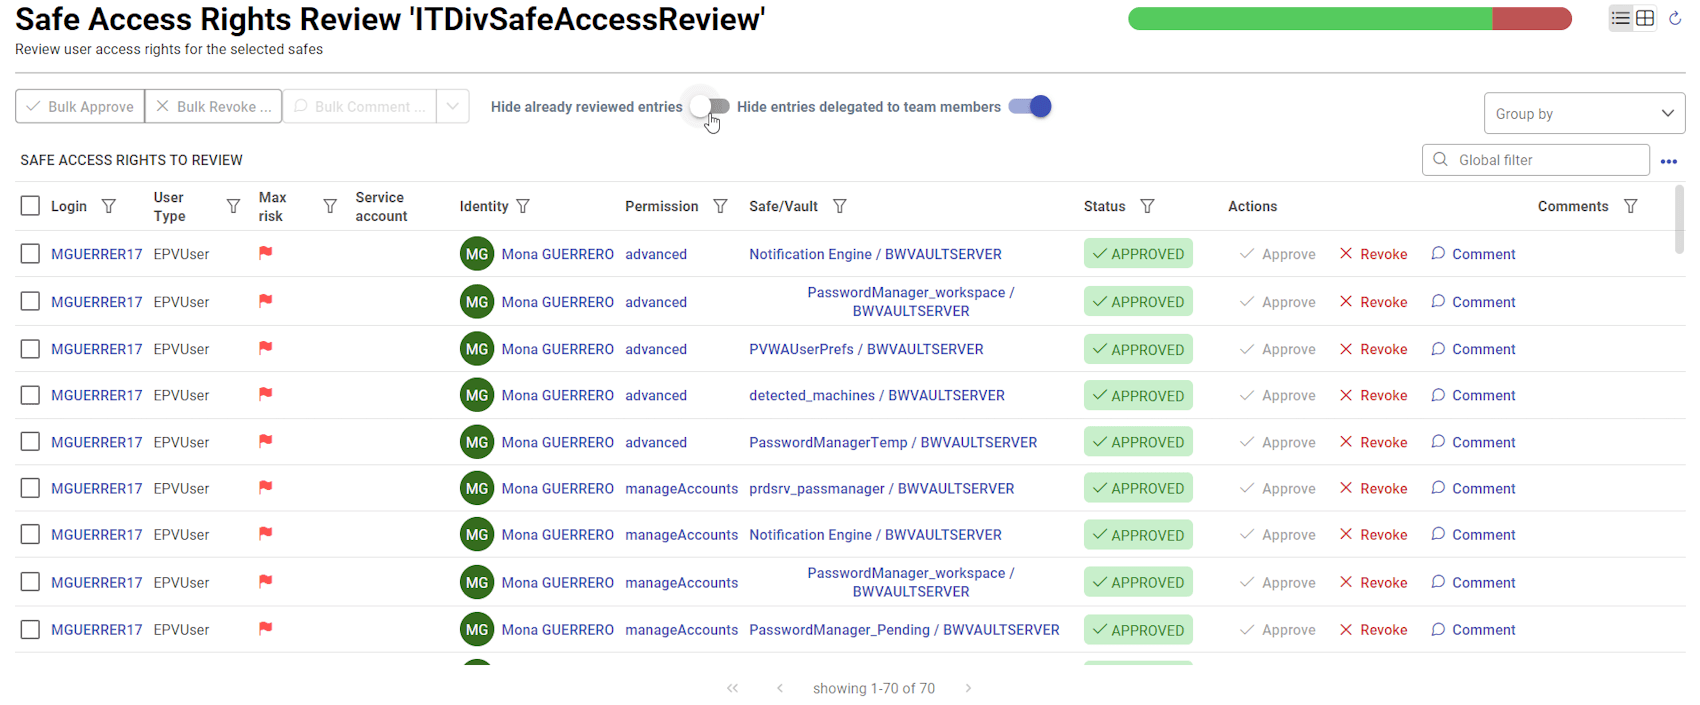 Safe Access Rights Review 'ITDivSafeAccessReview'
Review user access rights for the selected safes
Bulk Approve Bulk Revoke ... Bulk Comment ... Hide already reviewed entries Hide entries delegated to team members Group by
SAFE ACCESS RIGHTS TO REVIEW Global filter
Login User Type Max risk Service account Identity Permission Safe/Vault Status Actions Comments
MGUERRER17 EPVUser MG Mona GUERRERO advanced Notification Engine / BWVAULTSERVER APPROVED Approve Revoke Comment
MGUERRER17 EPVUser MG Mona GUERRERO advanced PasswordManager_workspace / BWVAULTSERVER APPROVED Approve Revoke Comment
MGUERRER17 EPVUser MG Mona GUERRERO advanced PVWAUserPrefs / BWVAULTSERVER APPROVED Approve Revoke Comment
MGUERRER17 EPVUser MG Mona GUERRERO advanced detected_machines / BWVAULTSERVER APPROVED Approve Revoke Comment
MGUERRER17 EPVUser MG Mona GUERRERO advanced PasswordManagerTemp / BWVAULTSERVER APPROVED Approve Revoke Comment
MGUERRER17 EPVUser MG Mona GUERRERO manageAccounts prdsrv_passmanager / BWVAULTSERVER APPROVED Approve Revoke Comment
MGUERRER17 EPVUser MG Mona GUERRERO manageAccounts Notification Engine / BWVAULTSERVER APPROVED Approve Revoke Comment
MGUERRER17 EPVUser MG Mona GUERRERO manageAccounts PasswordManager_workspace / BWVAULTSERVER APPROVED Approve Revoke Comment
MGUERRER17 EPVUser MG Mona GUERRERO manageAccounts PasswordManager_Pending / BWVAULTSERVER APPROVED Approve Revoke Comment
showing 1-70 of 70